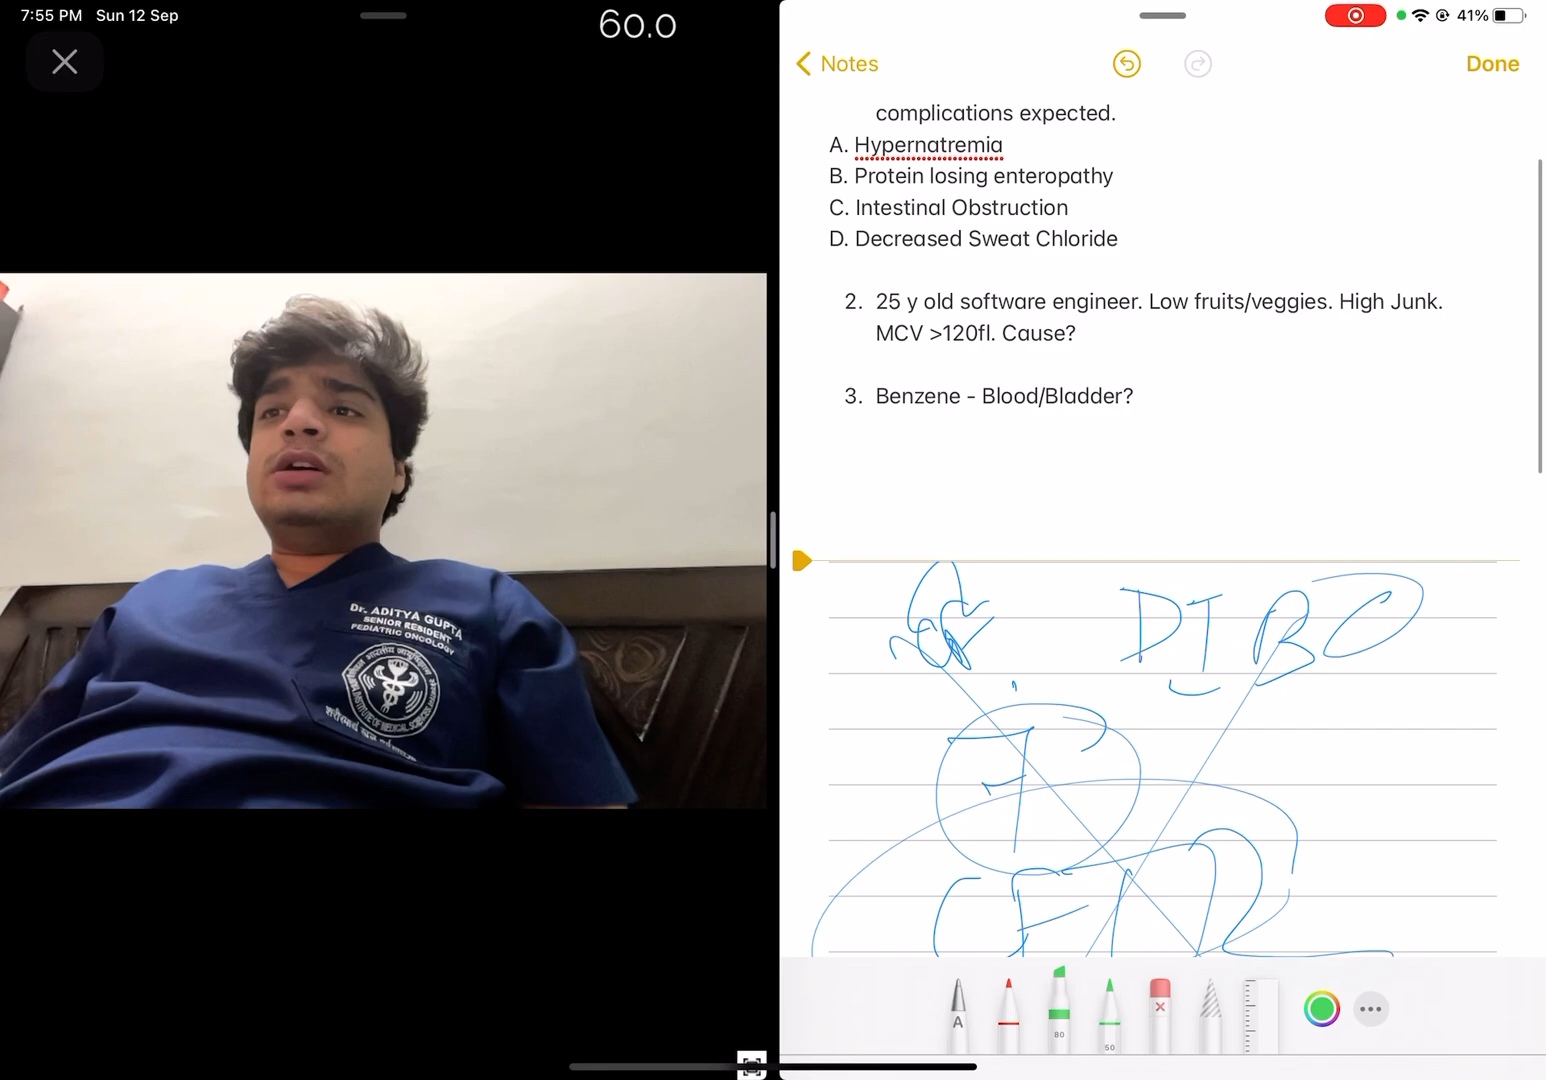 7:55 PM Sun 12 Sep
60.0
41%
Notes
Done
complications expected.
A. Hypernatremia
B. Protein losing enteropathy
C. Intestinal Obstruction
D. Decreased Sweat Chloride
2. 25 y old software engineer. Low fruits/veggies. High Junk.
MCV >120fl. Cause?
3. Benzene - Blood/Bladder?
Dr. ADITYA GUPTA
SENIOR RESIDENT
PEDIATRIC ONCOLOGY
A
80
50